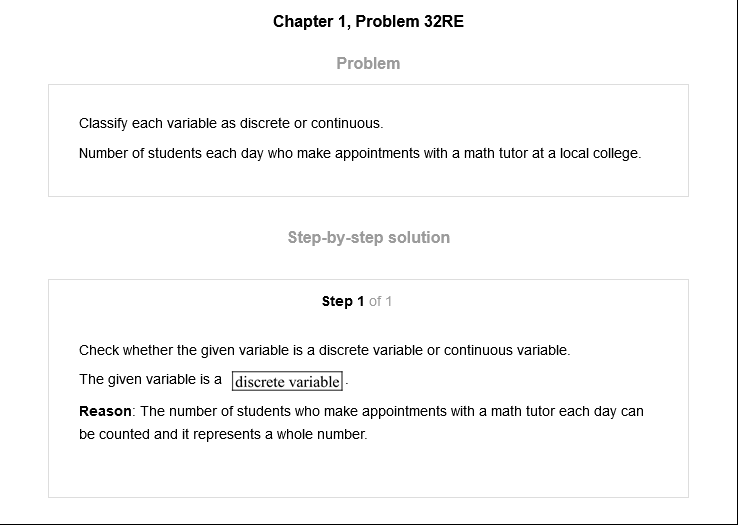 Chapter 1, Problem 32RE
Problem
Classify each variable as discrete or continuous.
Number of students each day who make appointments with a math tutor at a local college.
Step-by-step solution
Step 1 of 1
Check whether the given variable is a discrete variable or continuous variable.
The given variable is a discrete variable.
Reason: The number of students who make appointments with a math tutor each day can
be counted and it represents a whole number.